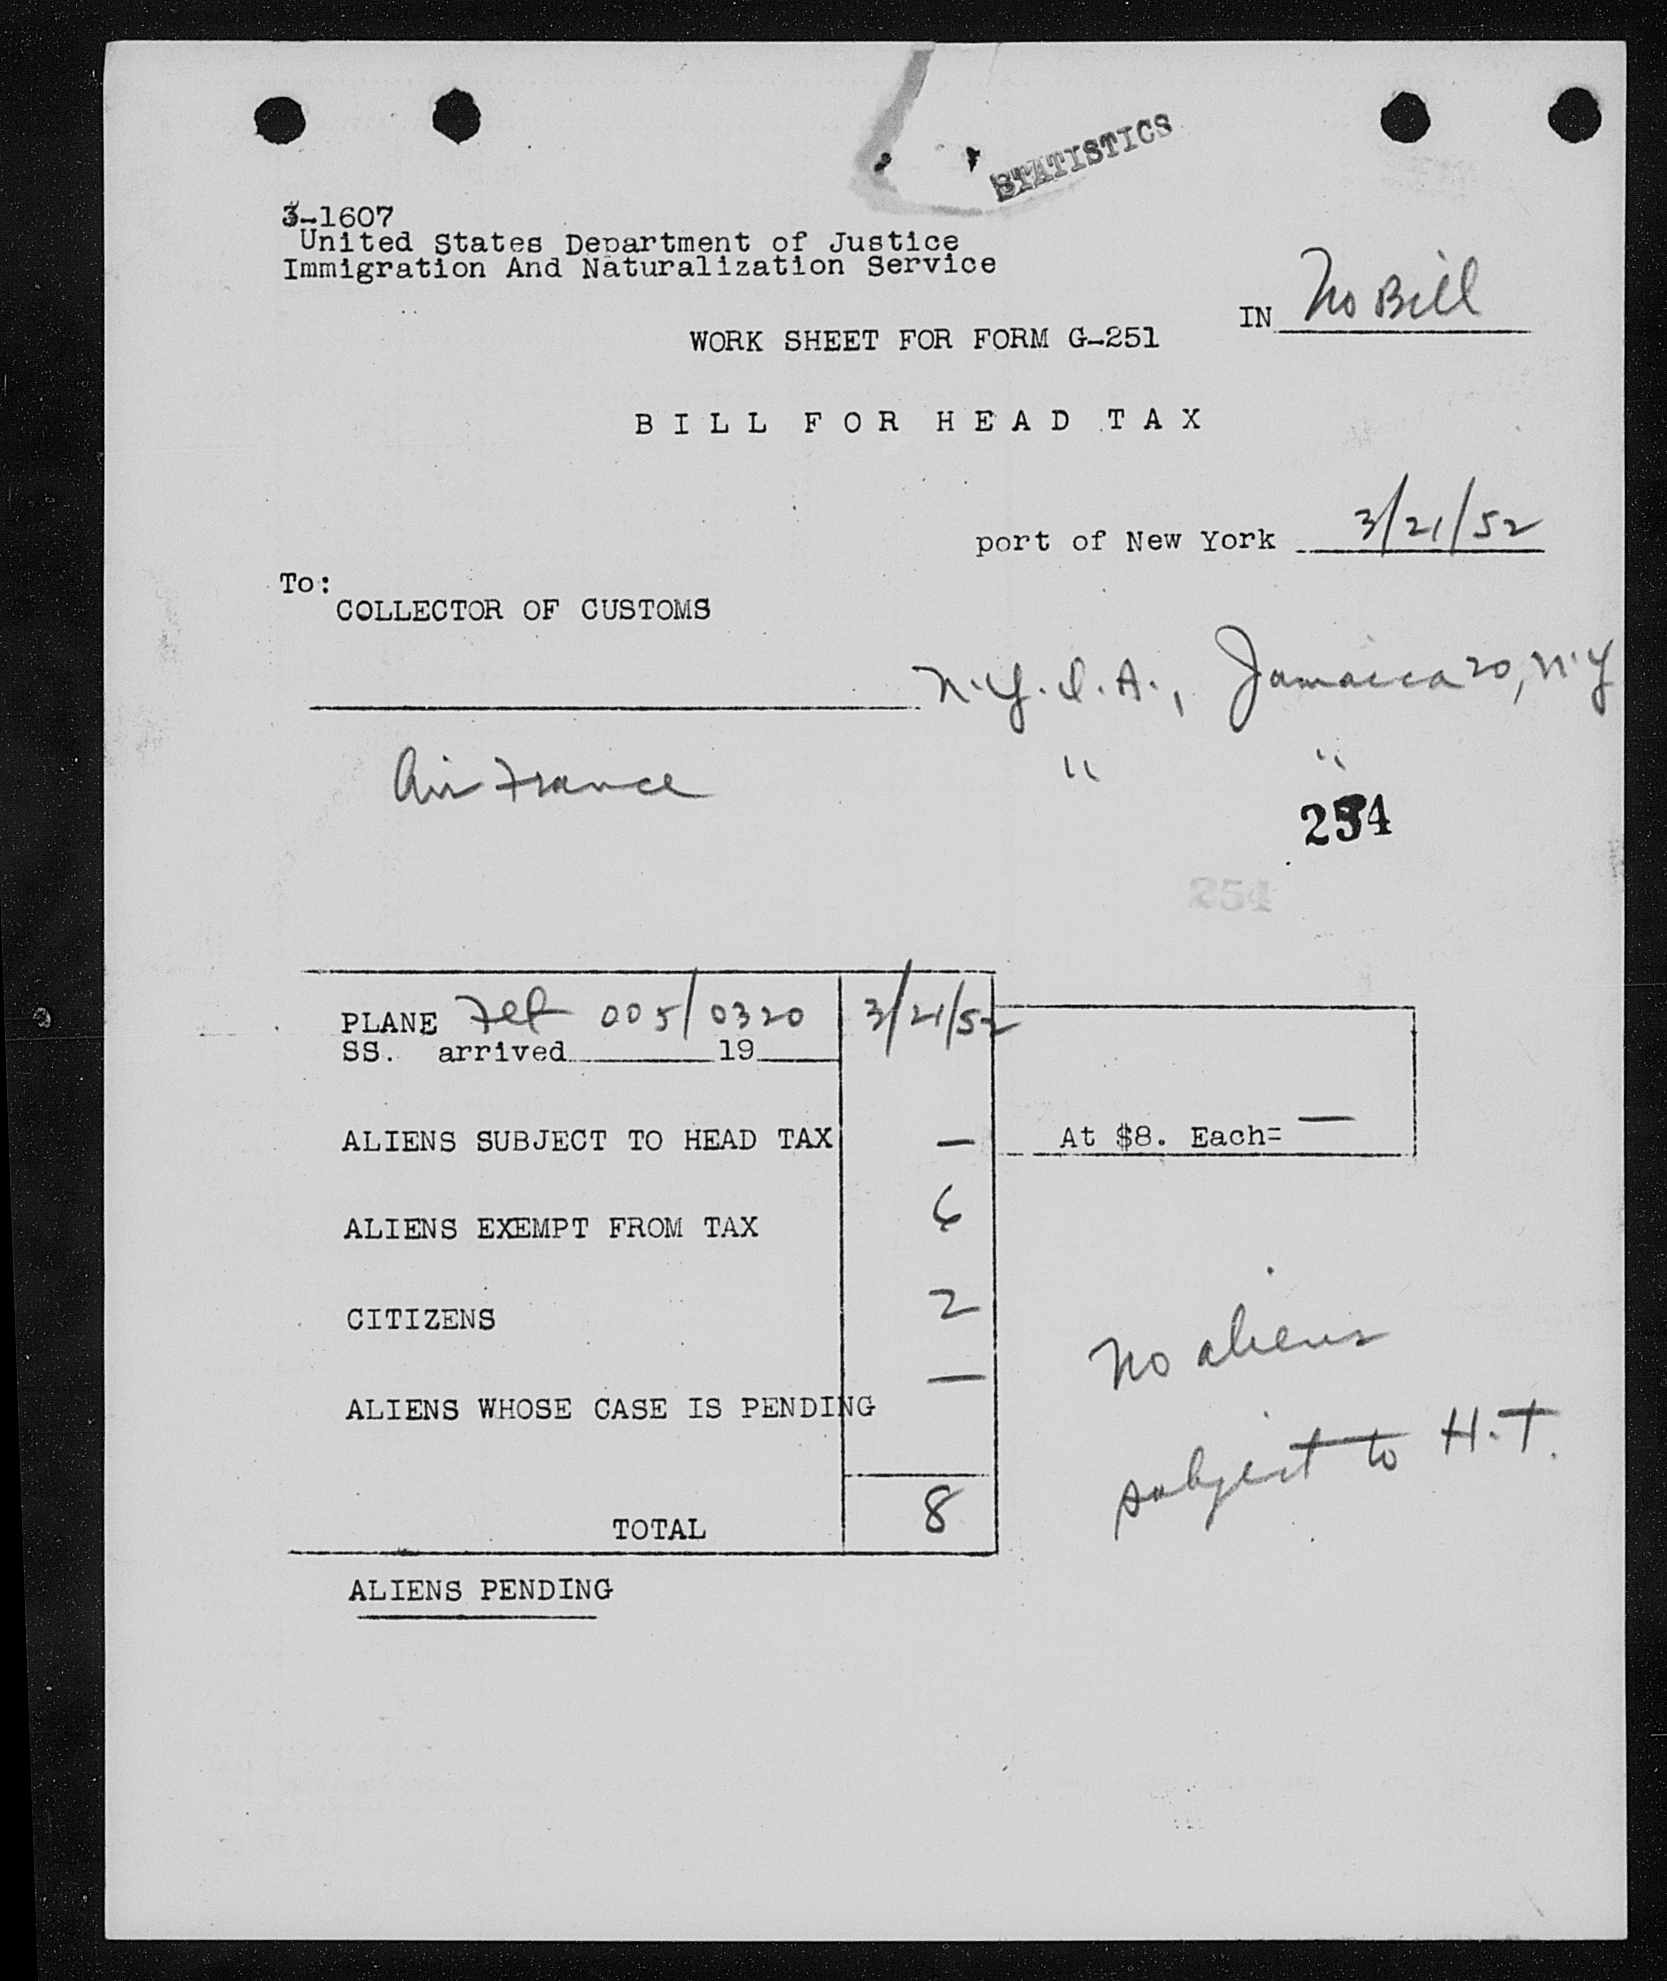 STATISTICS
3-1607
United States Department of Justice
Immigration And Naturalization Service
IN No Bill
WORK SHEET FOR FORM G-251
BILL FOR HEAD TAX
port of New York 3/21/52
To:
COLLECTOR OF CUSTOMS
N.Y.I.A., Jamaica 20, N.Y
Air France " "
254
254
PLANE Flt 005/0320 3/21/52
SS. arrived 19
ALIENS SUBJECT TO HEAD TAX — At $8. Each= —
ALIENS EXEMPT FROM TAX 6
CITIZENS 2
No aliens
ALIENS WHOSE CASE IS PENDING —
subject to H.T.
TOTAL 8
ALIENS PENDING